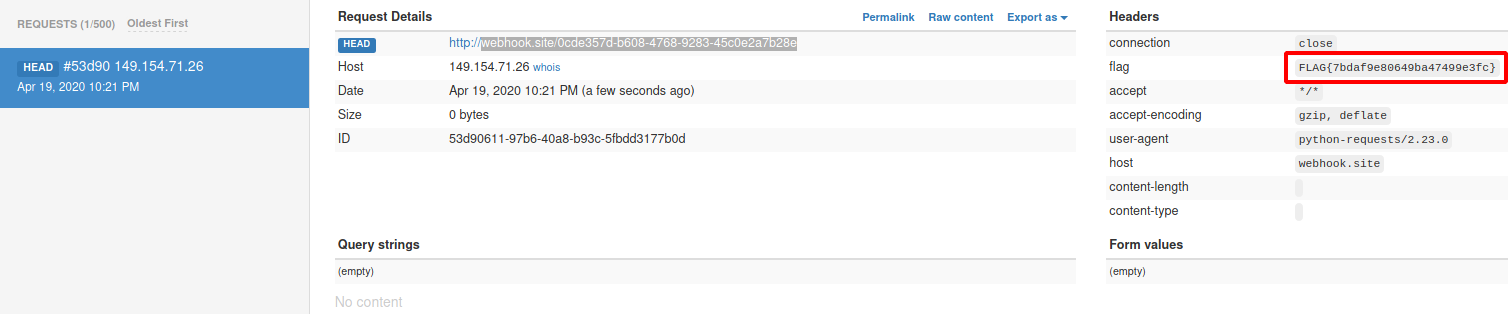 REQUESTS (1/500) Oldest First
HEAD #53d90 149.154.71.26
Apr 19, 2020 10:21 PM
Request Details Permalink Raw content Export as
HEAD http://webhook.site/0cde357d-b608-4768-9283-45c0e2a7b28e
Host 149.154.71.26 whois
Date Apr 19, 2020 10:21 PM (a few seconds ago)
Size 0 bytes
ID 53d90611-97b6-40a8-b93c-5fbdd3177b0d
Query strings
(empty)
No content
Headers
connection close
flag FLAG{7bdaf9e80649ba47499e3fc}
accept */*
accept-encoding gzip, deflate
user-agent python-requests/2.23.0
host webhook.site
content-length
content-type
Form values
(empty)